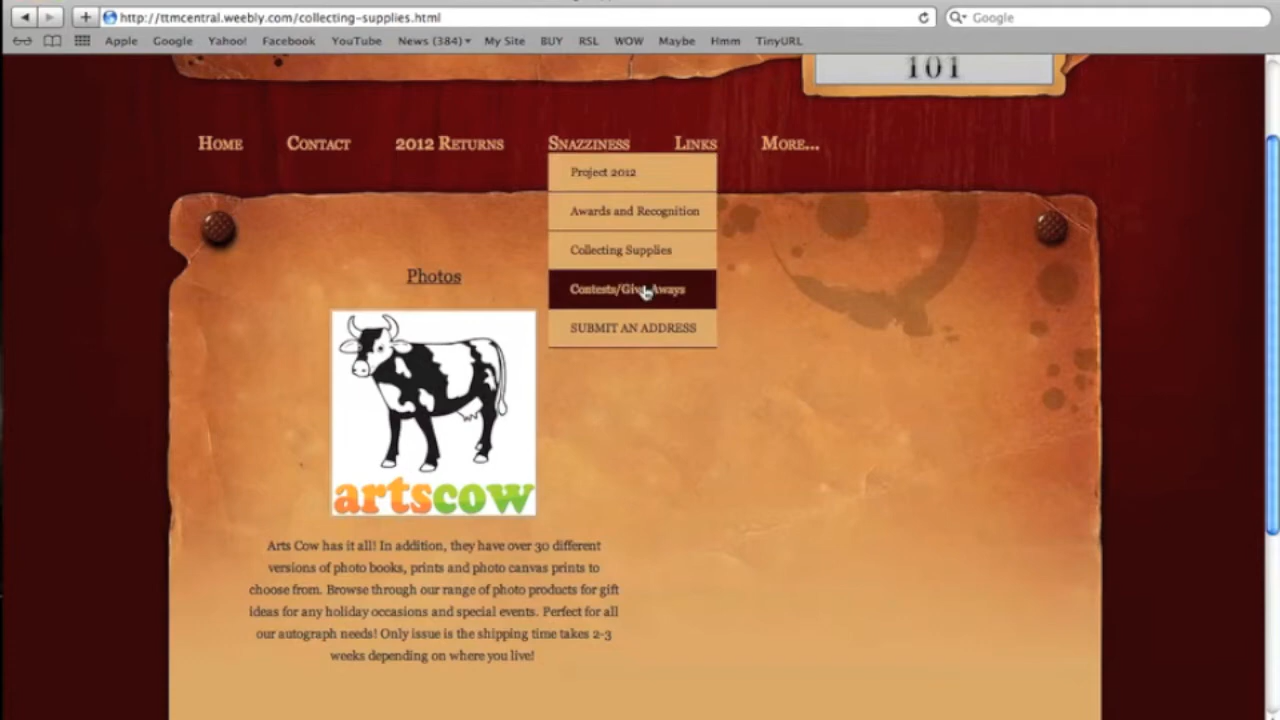 http://ttmcentral.weebly.com/collecting-supplies.html
Google
Apple Google Yahoo! Facebook YouTube News (384) My Site BUY RSL WOW Maybe Hmm TinyURL
101
Home Contact 2012 Returns Snazziness Links More...
Project 2012
Awards and Recognition
Collecting Supplies
Contests/Give Aways
SUBMIT AN ADDRESS
Photos
artscow
Arts Cow has it all! In addition, they have over 30 different
versions of photo books, prints and photo canvas prints to
choose from. Browse through our range of photo products for gift
ideas for any holiday occasions and special events. Perfect for all
our autograph needs! Only issue is the shipping time takes 2-3
weeks depending on where you live!